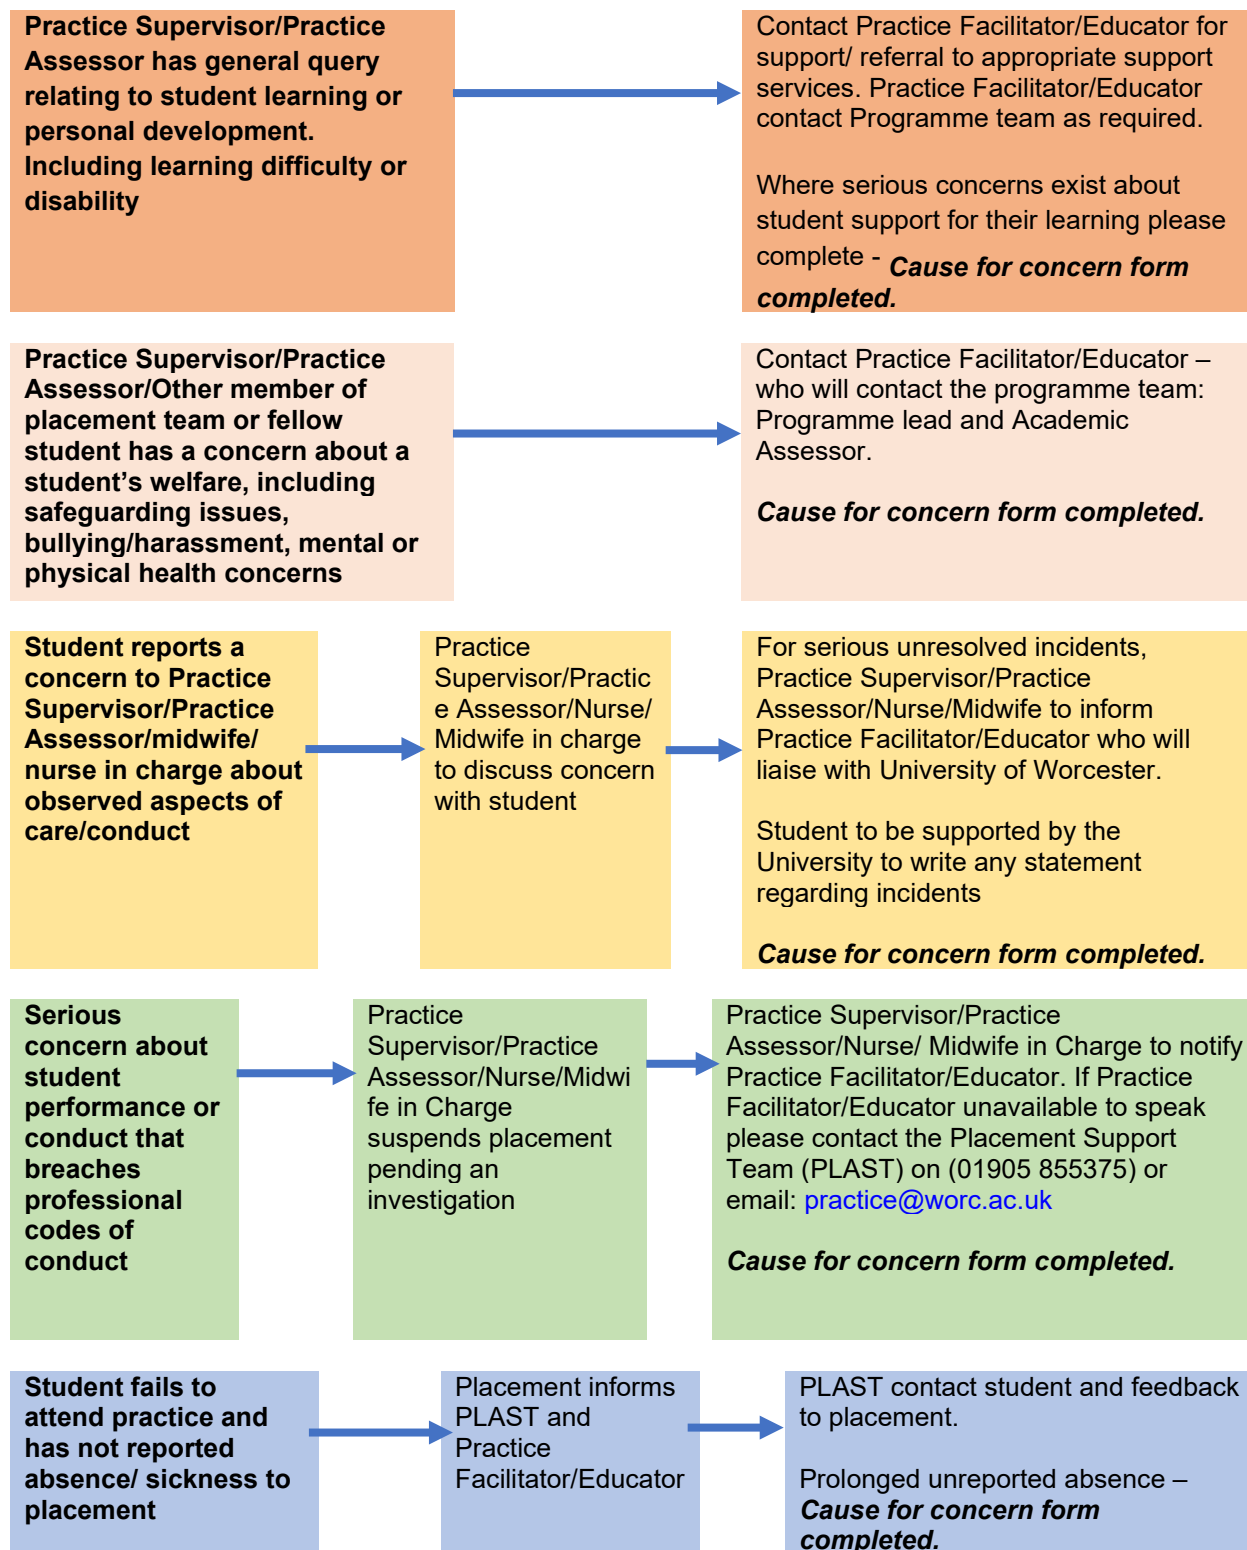 Practice Supervisor/Practice
Assessor has general query
relating to student learning or
personal development.
Including learning difficulty or
disability
Contact Practice Facilitator/Educator for
support/ referral to appropriate support
services. Practice Facilitator/Educator
contact Programme team as required.
Where serious concerns exist about
student support for their learning please
complete - Cause for concern form
completed.
Practice Supervisor/Practice
Assessor/Other member of
placement team or fellow
student has a concern about a
student’s welfare, including
safeguarding issues,
bullying/harassment, mental or
physical health concerns
Contact Practice Facilitator/Educator –
who will contact the programme team:
Programme lead and Academic
Assessor.
Cause for concern form completed.
Student reports a
concern to Practice
Supervisor/Practice
Assessor/midwife/
nurse in charge about
observed aspects of
care/conduct
Practice
Supervisor/Practic
e Assessor/Nurse/
Midwife in charge
to discuss concern
with student
For serious unresolved incidents,
Practice Supervisor/Practice
Assessor/Nurse/Midwife to inform
Practice Facilitator/Educator who will
liaise with University of Worcester.
Student to be supported by the
University to write any statement
regarding incidents
Cause for concern form completed.
Serious
concern about
student
performance or
conduct that
breaches
professional
codes of
conduct
Practice
Supervisor/Practice
Assessor/Nurse/Midwi
fe in Charge
suspends placement
pending an
investigation
Practice Supervisor/Practice
Assessor/Nurse/ Midwife in Charge to notify
Practice Facilitator/Educator. If Practice
Facilitator/Educator unavailable to speak
please contact the Placement Support
Team (PLAST) on (01905 855375) or
email: practice@worc.ac.uk
Cause for concern form completed.
Student fails to
attend practice and
has not reported
absence/ sickness to
placement
Placement informs
PLAST and
Practice
Facilitator/Educator
PLAST contact student and feedback
to placement.
Prolonged unreported absence –
Cause for concern form
completed.